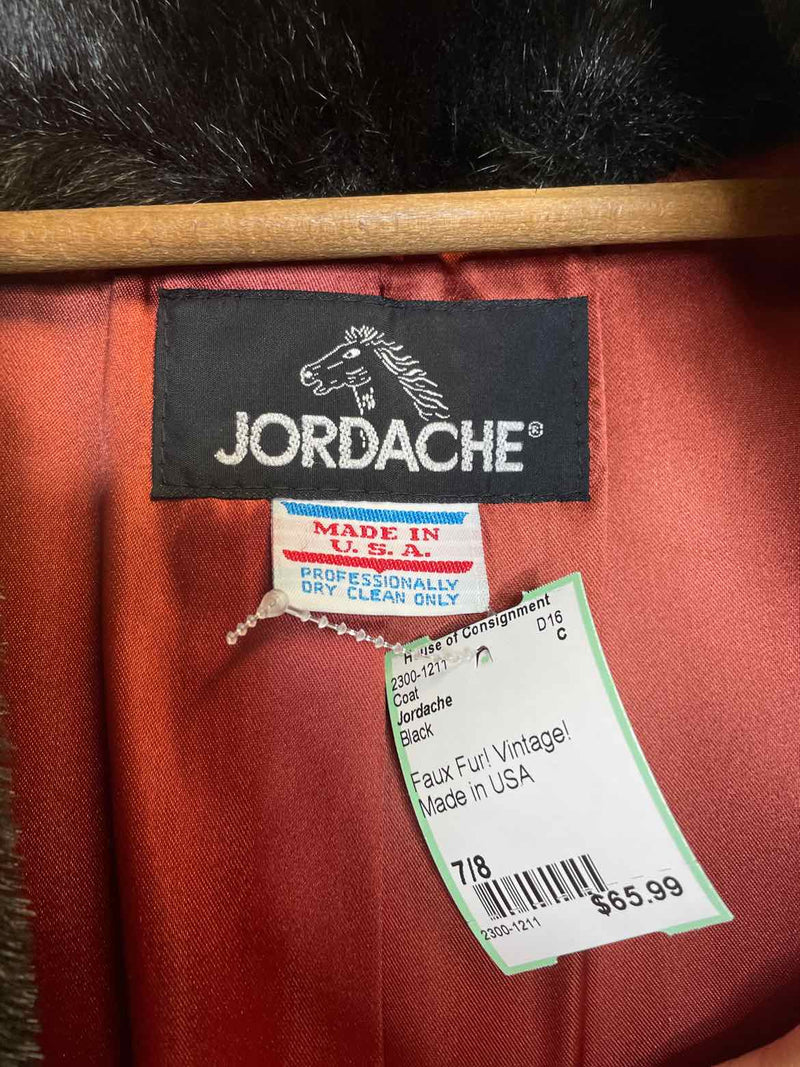 JORDACHE®
MADE IN
U. S. A.
PROFESSIONALLY
DRY CLEAN ONLY
House of Consignment
D16
2300-1211
C
Coat
Jordache
Black
Faux Fur! Vintage!
Made in USA
7/8
$65.99
2300-1211